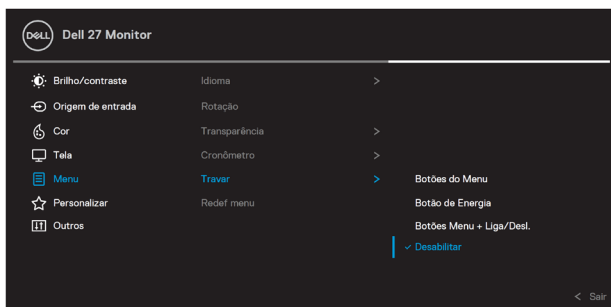 DELL Dell 27 Monitor
Brilho/contraste Idioma >
Origem de entrada Rotação
Cor Transparência >
Tela Cronômetro >
Menu Travar > Botões do Menu
Personalizar Redef menu Botão de Energia
Outros Botões Menu + Liga/Desl.
✓ Desabilitar
< Sair